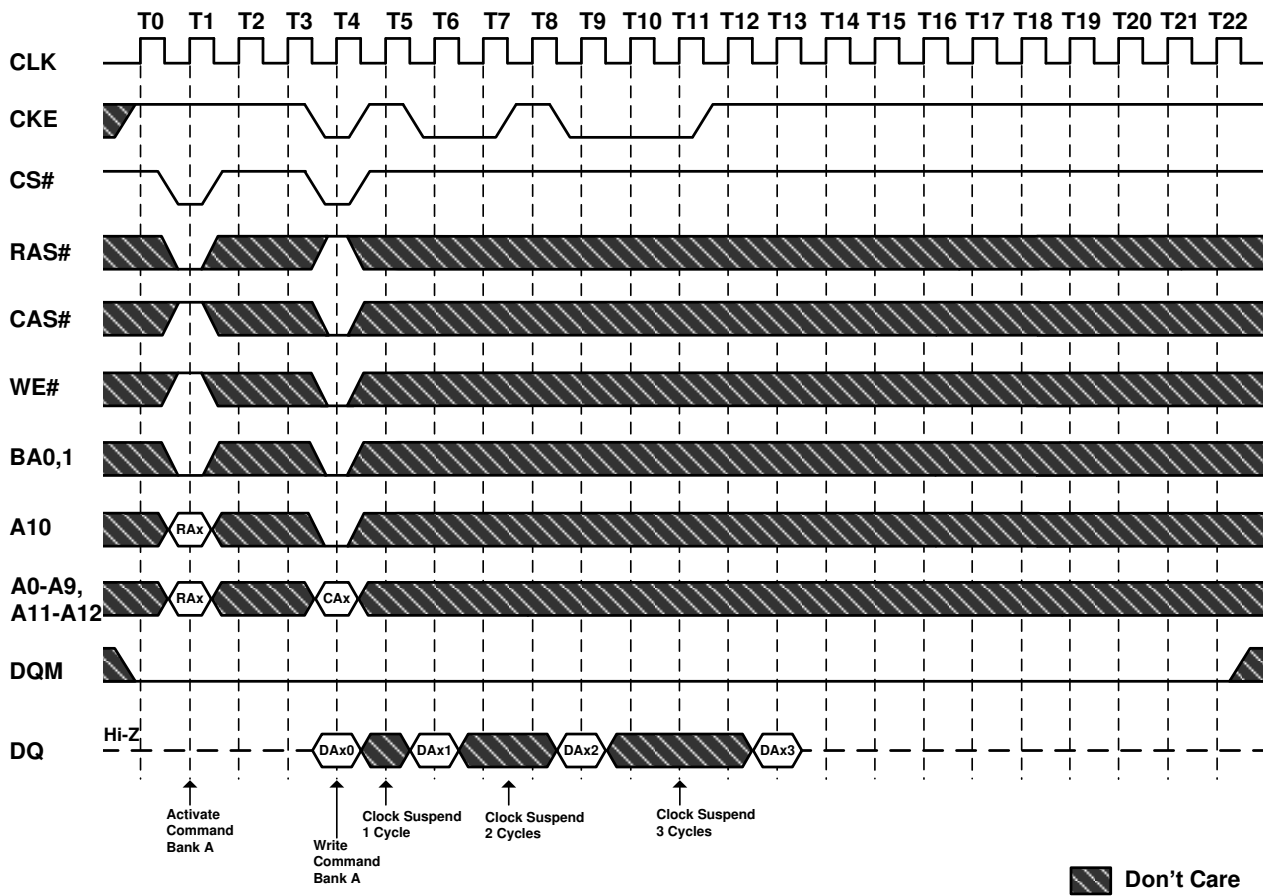 T0 T1 T2 T3 T4 T5 T6 T7 T8 T9 T10 T11 T12 T13 T14 T15 T16 T17 T18 T19 T20 T21 T22
CLK
CKE
CS#
RAS#
CAS#
WE#
BA0,1
A10 RAx
A0-A9,
A11-A12 RAx CAx
DQM
DQ Hi-Z DAx0 DAx1 DAx2 DAx3
Activate
Command
Bank A
Write
Command
Bank A
Clock Suspend
1 Cycle
Clock Suspend
2 Cycles
Clock Suspend
3 Cycles
Don't Care